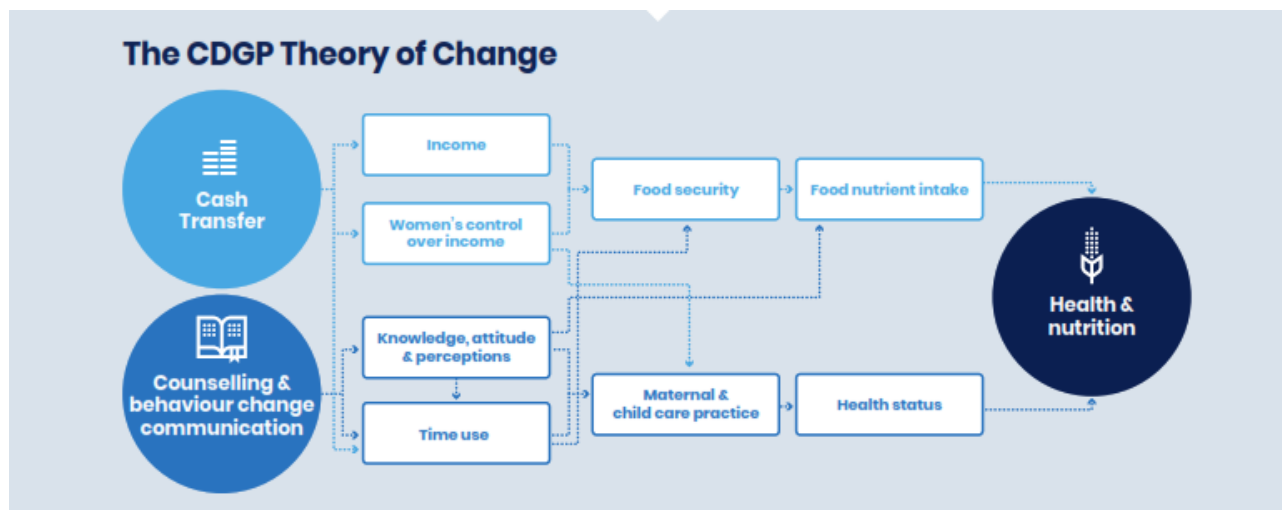 The CDGP Theory of Change
Cash
Transfer
Income
Women's control
over income
Food security
Food nutrient intake
Counselling &
behaviour change
communication
Knowledge, attitude
& perceptions
Time use
Maternal &
child care practice
Health status
Health &
nutrition